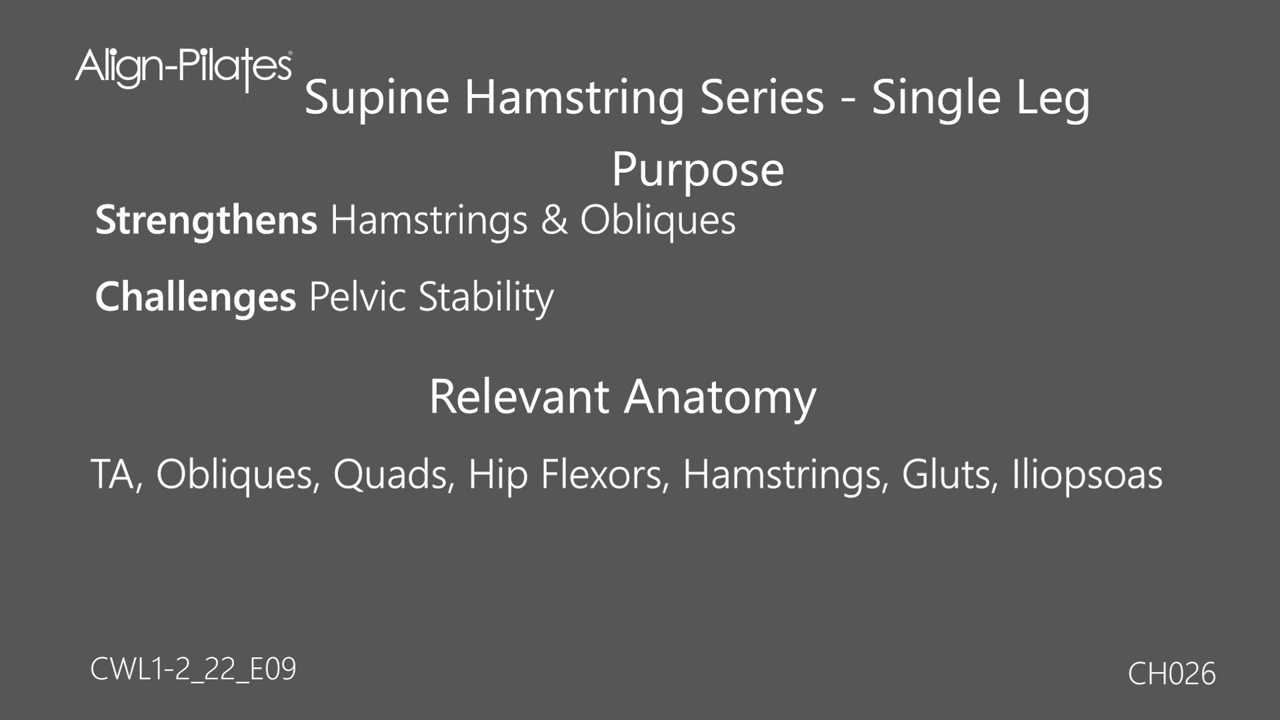 Align-Pilates®
Supine Hamstring Series - Single Leg
Purpose
Strengthens Hamstrings & Obliques
Challenges Pelvic Stability
Relevant Anatomy
TA, Obliques, Quads, Hip Flexors, Hamstrings, Gluts, Iliopsoas
CWL1-2_22_E09
CH026